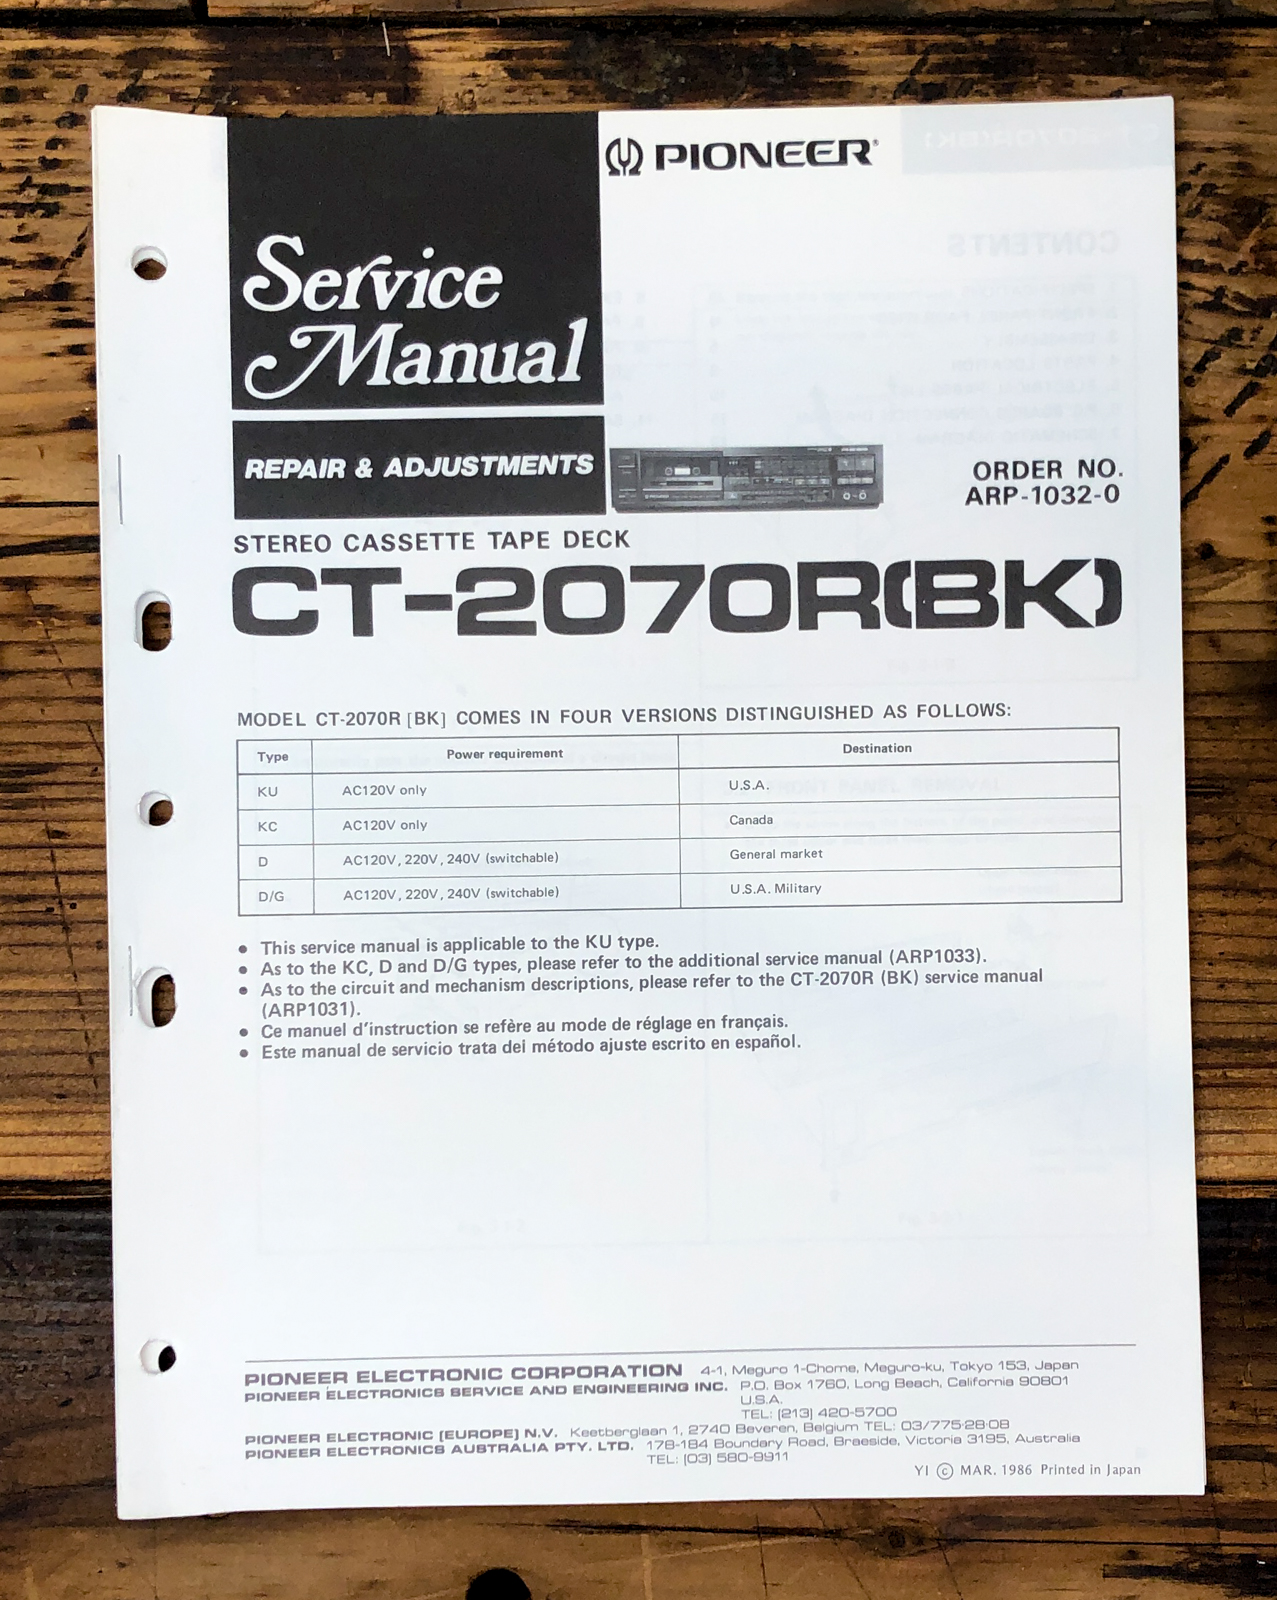 PIONEER®
Service
Manual
REPAIR & ADJUSTMENTS
ORDER NO.
ARP-1032-0
STEREO CASSETTE TAPE DECK
CT-2070R(BK)
MODEL CT-2070R [BK] COMES IN FOUR VERSIONS DISTINGUISHED AS FOLLOWS:
Type Power requirement Destination
KU AC120V only U.S.A.
KC AC120V only Canada
D AC120V, 220V, 240V (switchable) General market
D/G AC120V, 220V, 240V (switchable) U.S.A. Military
● This service manual is applicable to the KU type.
● As to the KC, D and D/G types, please refer to the additional service manual (ARP1033).
● As to the circuit and mechanism descriptions, please refer to the CT-2070R (BK) service manual
(ARP1031).
● Ce manuel d'instruction se refère au mode de réglage en français.
● Este manual de servicio trata del método ajuste escrito en español.
PIONEER ELECTRONIC CORPORATION 4-1, Meguro 1-Chome, Meguro-ku, Tokyo 153, Japan
PIONEER ELECTRONICS SERVICE AND ENGINEERING INC. P.O. Box 1760, Long Beach, California 90801
U.S.A.
TEL: [213] 420-5700
PIONEER ELECTRONIC [EUROPE] N.V. Keetberglaan 1, 2740 Beveren, Belgium TEL: 03/775·28·08
PIONEER ELECTRONICS AUSTRALIA PTY. LTD. 178-184 Boundary Road, Braeside, Victoria 3195, Australia
TEL: [03] 580-9911
YI © MAR. 1986 Printed in Japan